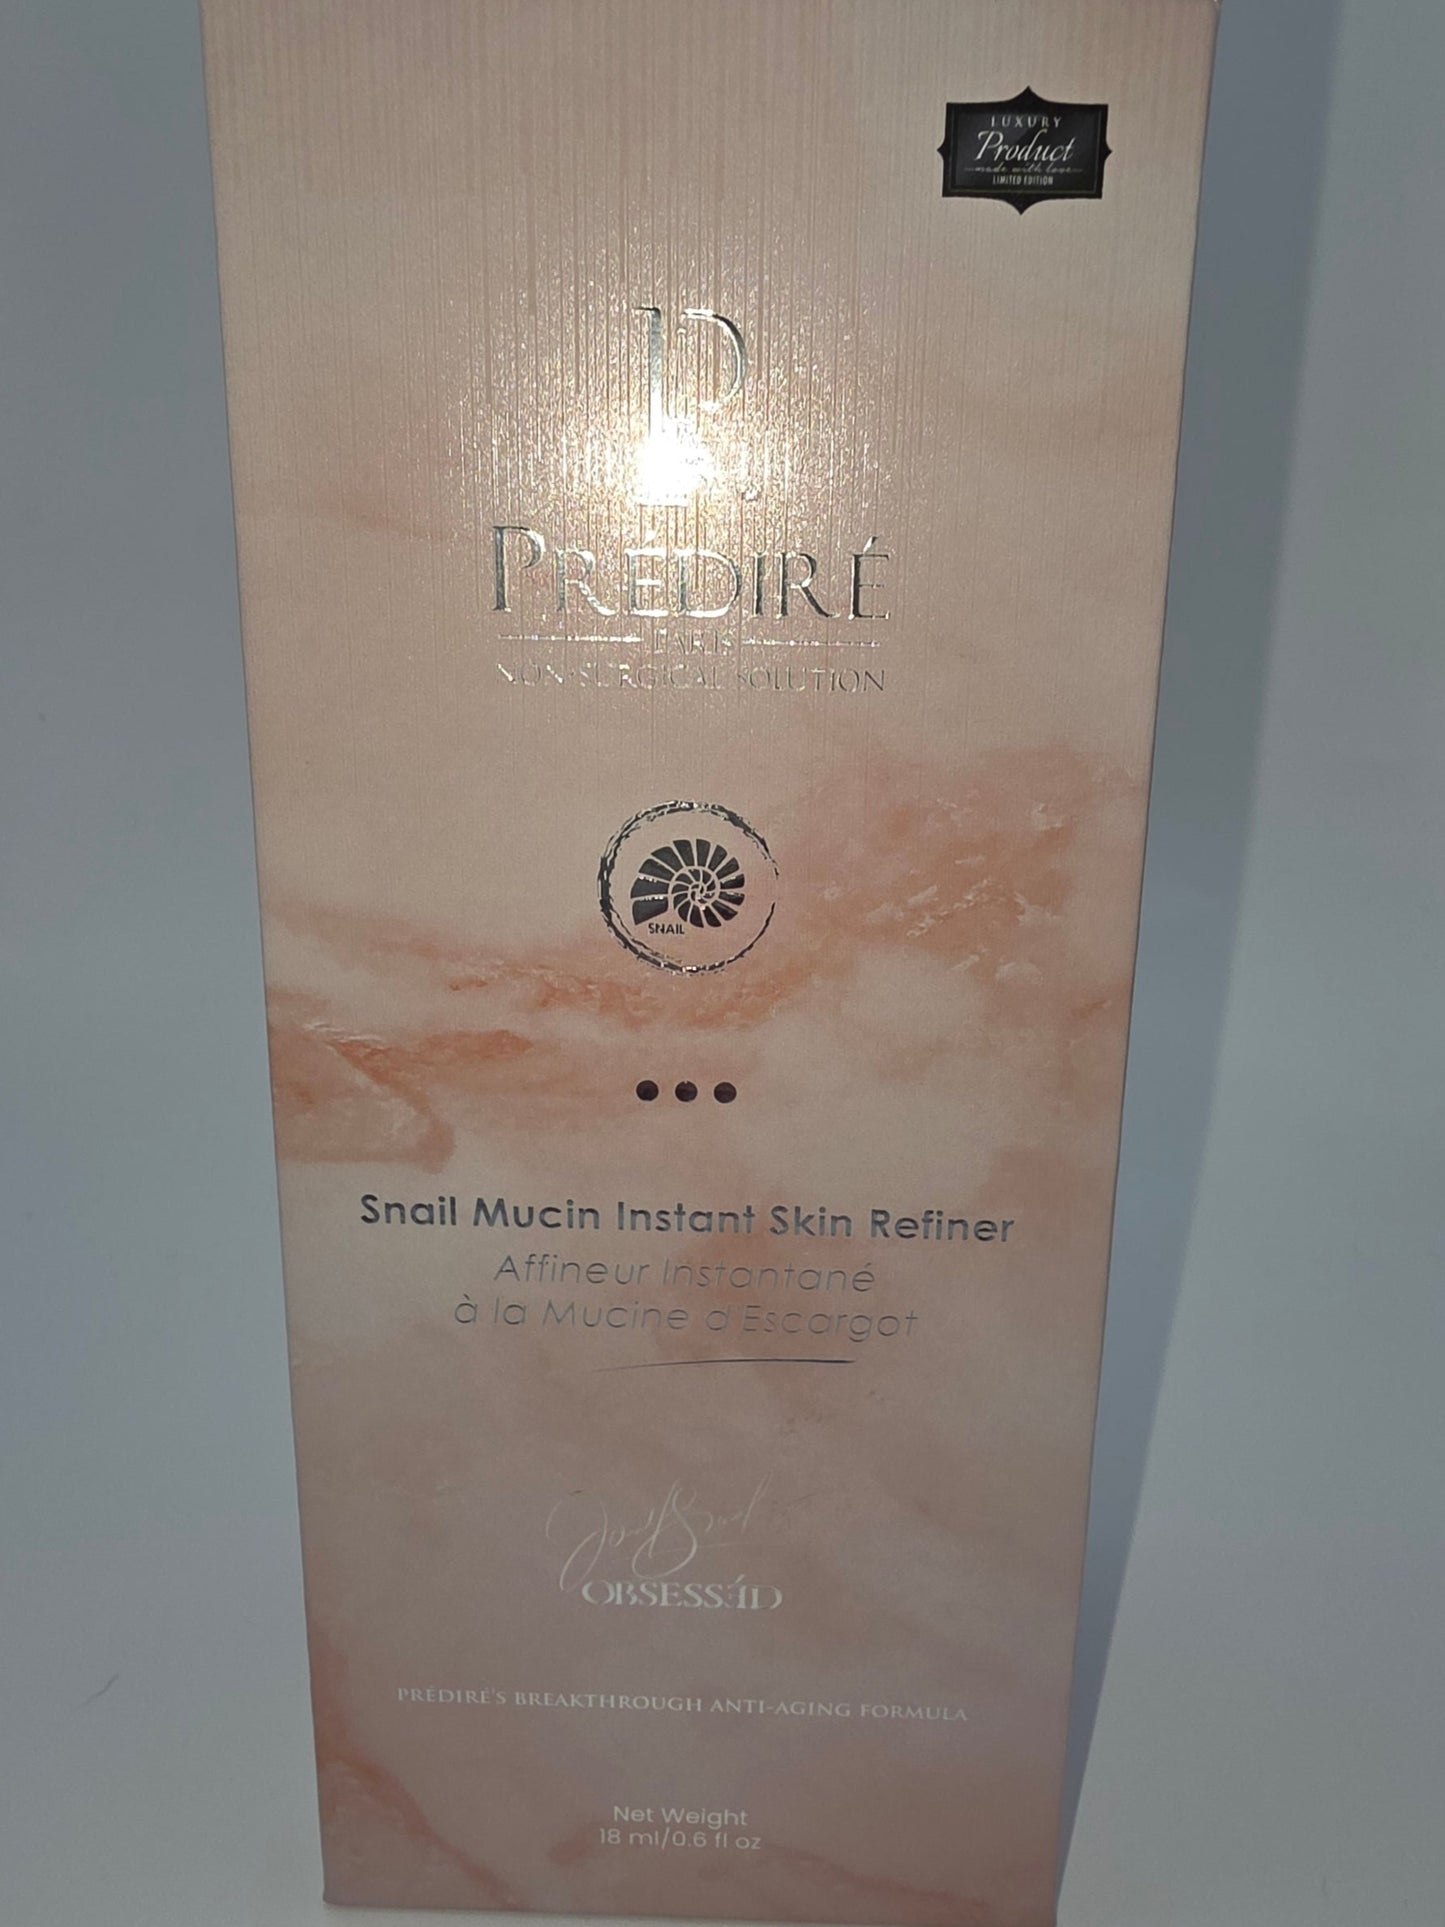 LUXURY
Product
made with love
LIMITED EDITION
P
PRÉDIRÉ
PARIS
NON-SURGICAL SOLUTION
SNAIL
Snail Mucin Instant Skin Refiner
Affineur Instantané
à la Mucine d'Escargot
OBSESSÁD
PRÉDIRÉ'S BREAKTHROUGH ANTI-AGING FORMULA
Net Weight
18 ml/0.6 fl oz